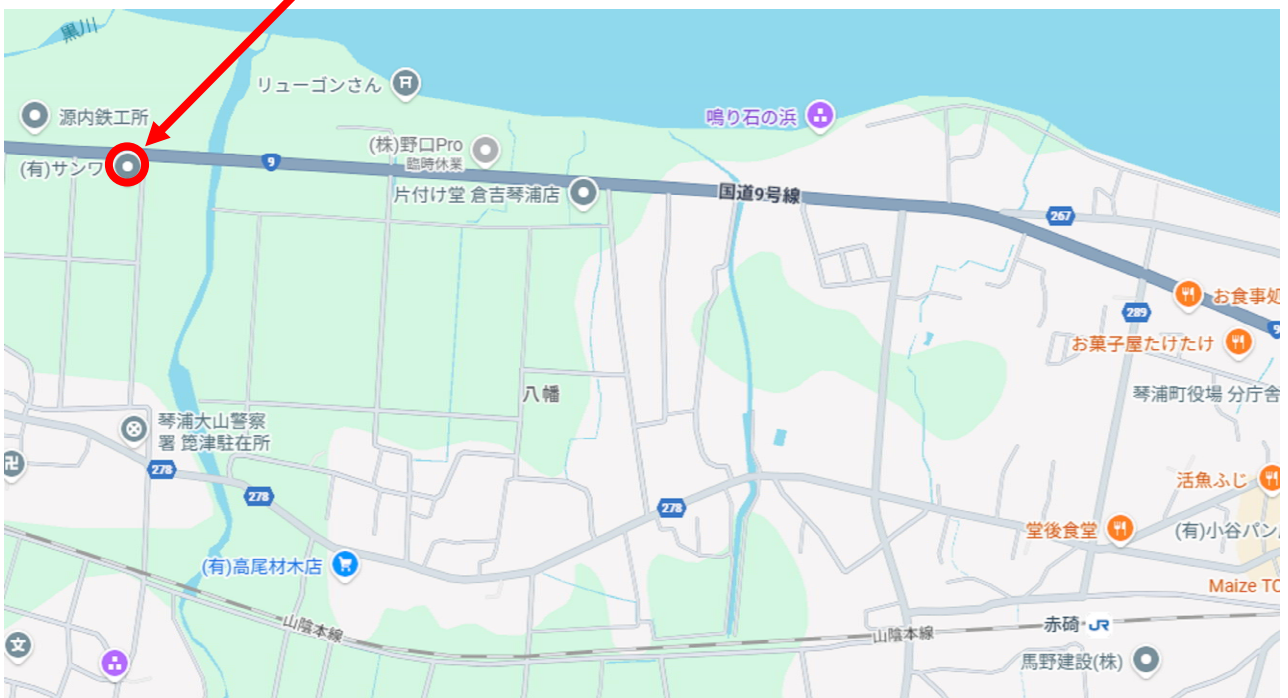 黒川
リューゴンさん
源内鉄工所
鳴り石の浜
(株)野口Pro
臨時休業
(有)サンワ
9
片付け堂 倉吉琴浦店
国道9号線
267
お食事処
289
9
お菓子屋たけたけ
八幡
琴浦町役場 分庁舎
琴浦大山警察
署 箆津駐在所
278
278
278
活魚ふじ
堂後食堂
(有)小谷パン
(有)高尾材木店
Maize TO
山陰本線
山陰本線
赤碕 JR
馬野建設(株)